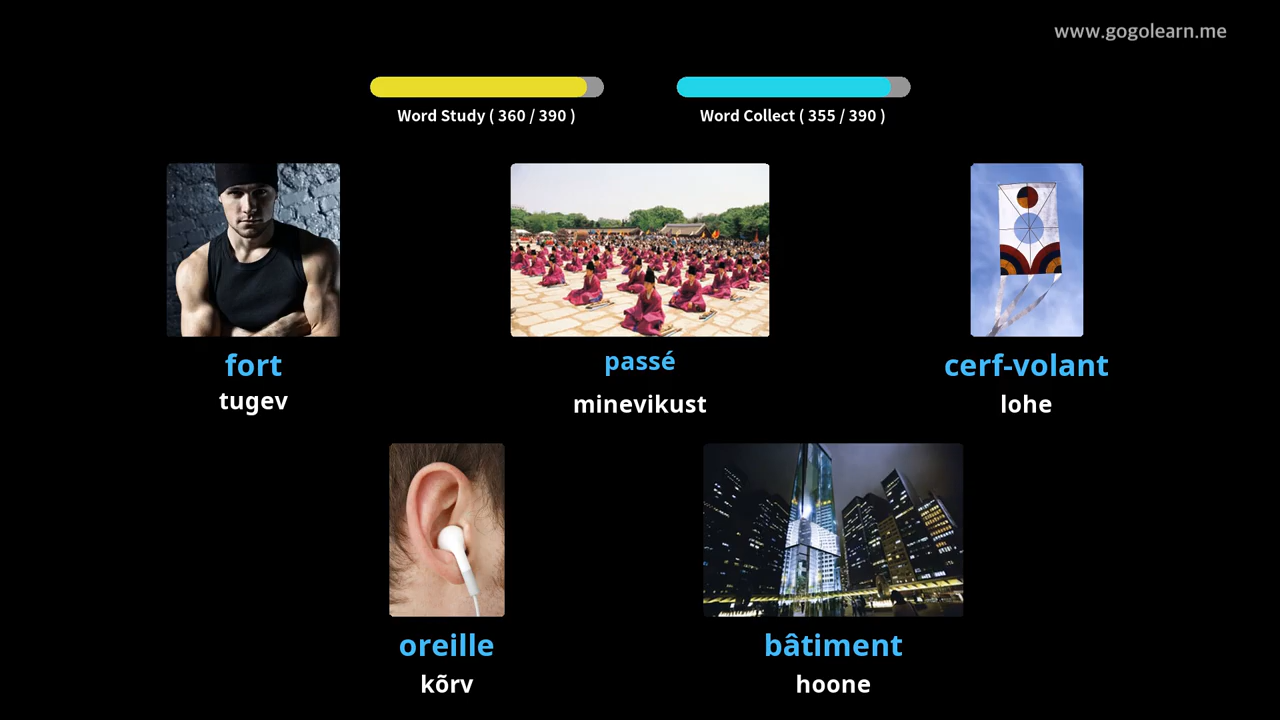 www.gogolearn.me
Word Study ( 360 / 390 )
Word Collect ( 355 / 390 )
fort
tugev
passé
minevikust
cerf-volant
lohe
oreille
kõrv
bâtiment
hoone